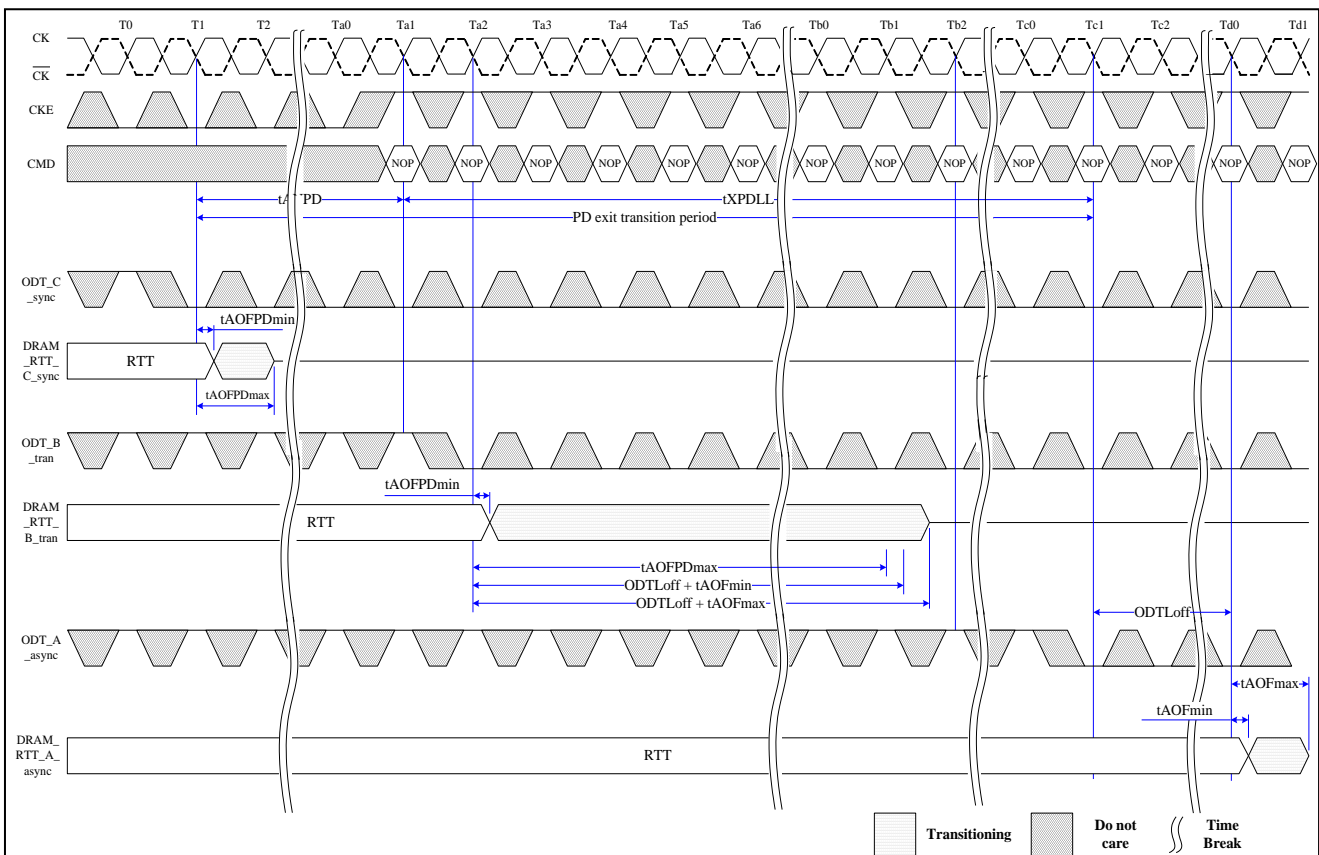 T0 T1 T2 Ta0 Ta1 Ta2 Ta3 Ta4 Ta5 Ta6 Tb0 Tb1 Tb2 Tc0 Tc1 Tc2 Td0 Td1
CK
CK
CKE
CMD
NOP NOP NOP NOP NOP NOP NOP NOP NOP NOP NOP NOP NOP NOP
tXPDLL
PD exit transition period
ODT_C
_sync
tAOFPDmin
DRAM
_RTT_
C_sync
RTT
tAOFPDmax
ODT_B
_tran
tAOFPDmin
DRAM
_RTT_
B_tran
RTT
tAOFPDmax
ODTLoff + tAOFmin
ODTLoff + tAOFmax
ODTLoff
ODT_A
_async
tAOFmax
tAOFmin
DRAM_
RTT_A_
async
RTT
Transitioning
Do not
care
Time
Break